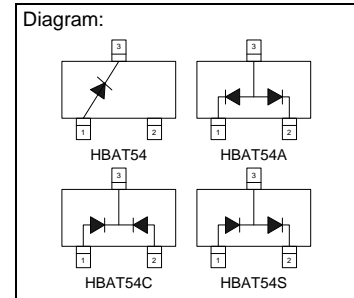 Diagram:
3 3
1 2 1 2
HBAT54 HBAT54A
3 3
1 2 1 2
HBAT54C HBAT54S